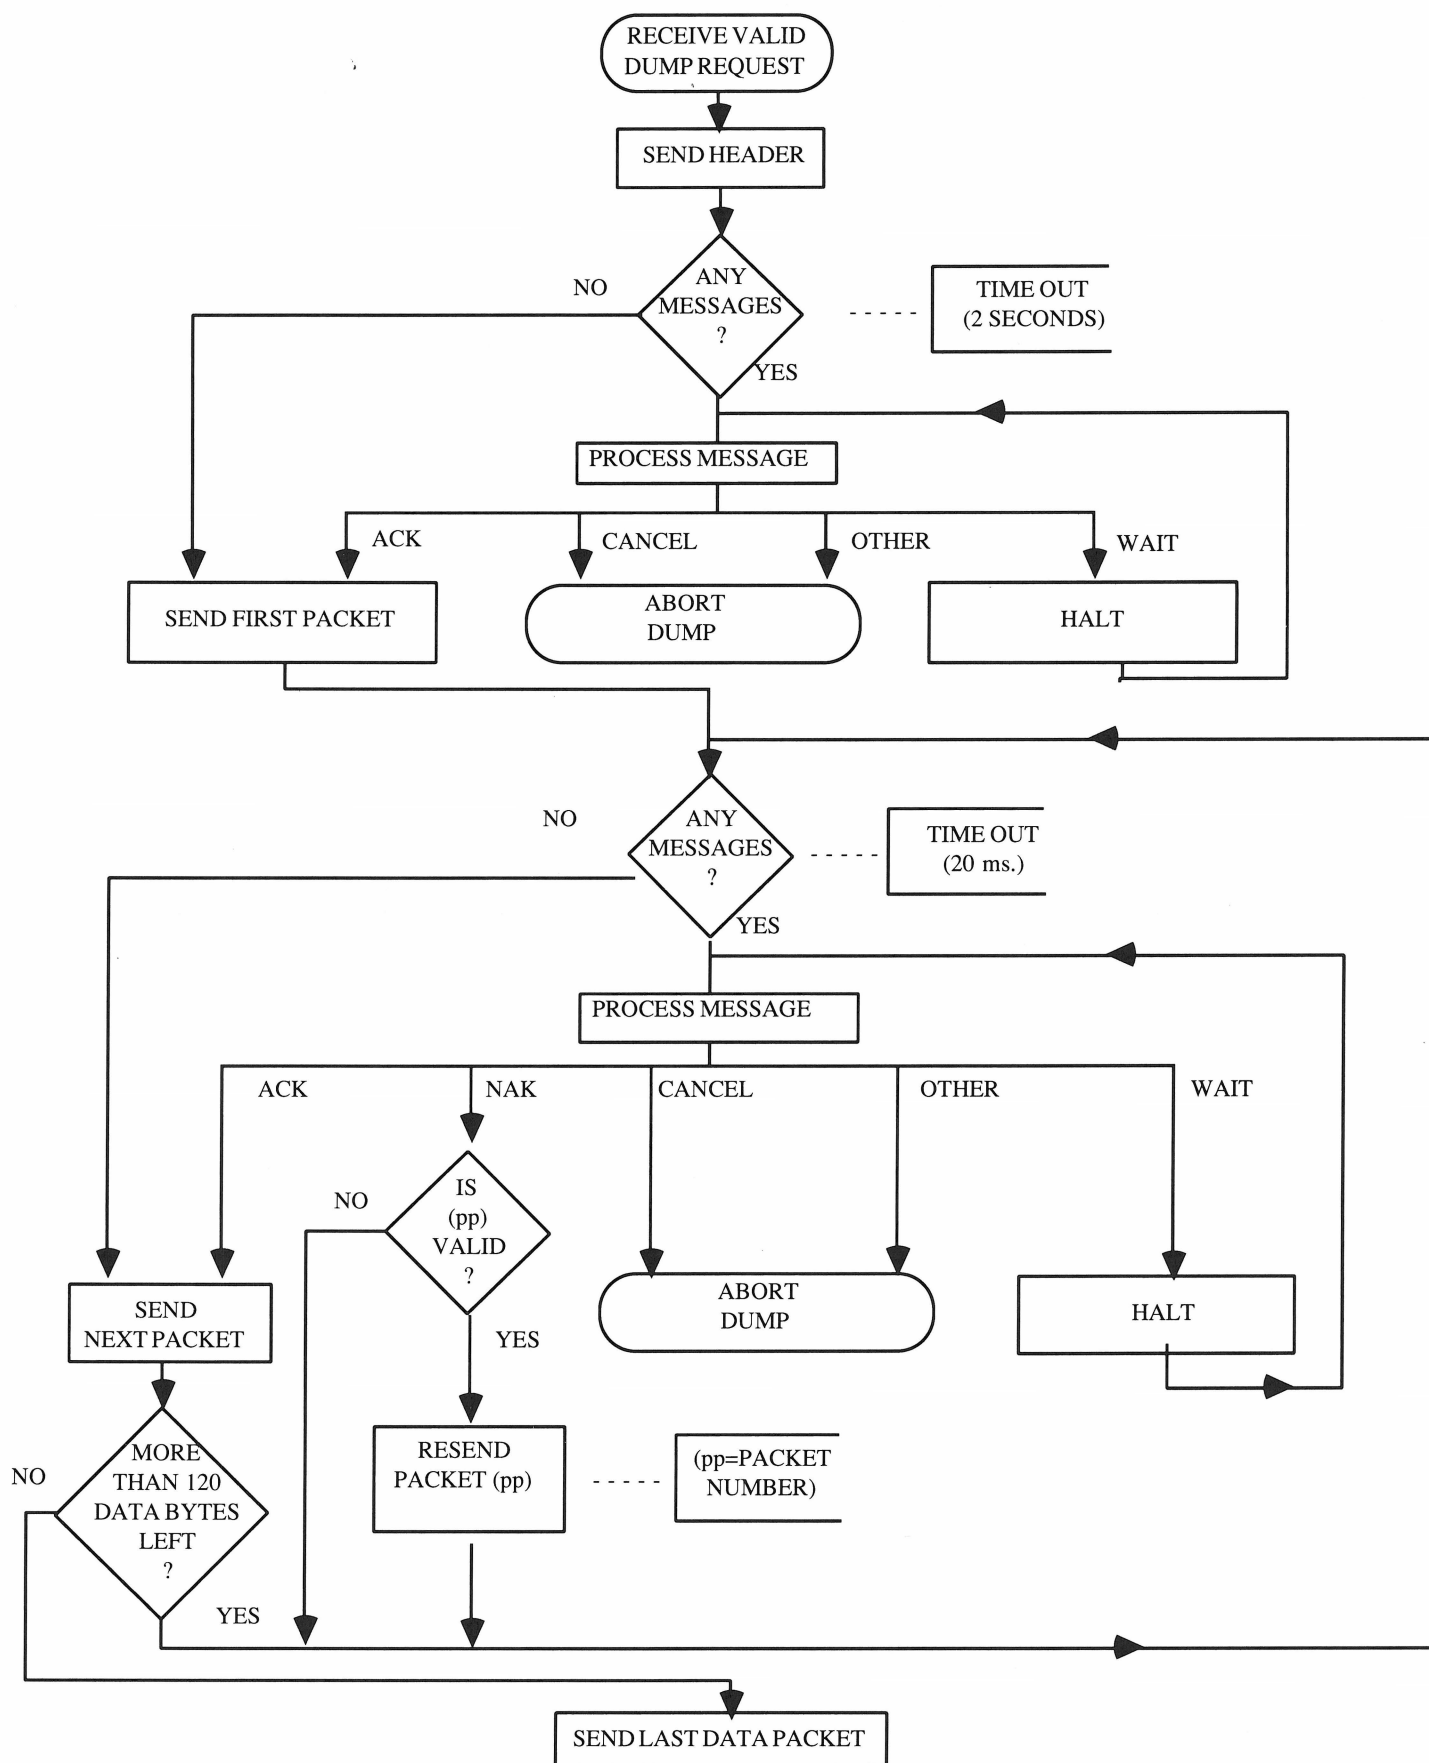 RECEIVE VALID
DUMP REQUEST
SEND HEADER
NO
ANY
MESSAGES
?
YES
TIME OUT
(2 SECONDS)
PROCESS MESSAGE
ACK
CANCEL
OTHER
WAIT
SEND FIRST PACKET
ABORT
DUMP
HALT
NO
ANY
MESSAGES
?
YES
TIME OUT
(20 ms.)
PROCESS MESSAGE
ACK
NAK
CANCEL
OTHER
WAIT
NO
IS
(pp)
VALID
?
YES
SEND
NEXT PACKET
ABORT
DUMP
HALT
NO
MORE
THAN 120
DATA BYTES
LEFT
?
YES
RESEND
PACKET (pp)
(pp=PACKET
NUMBER)
SEND LAST DATA PACKET